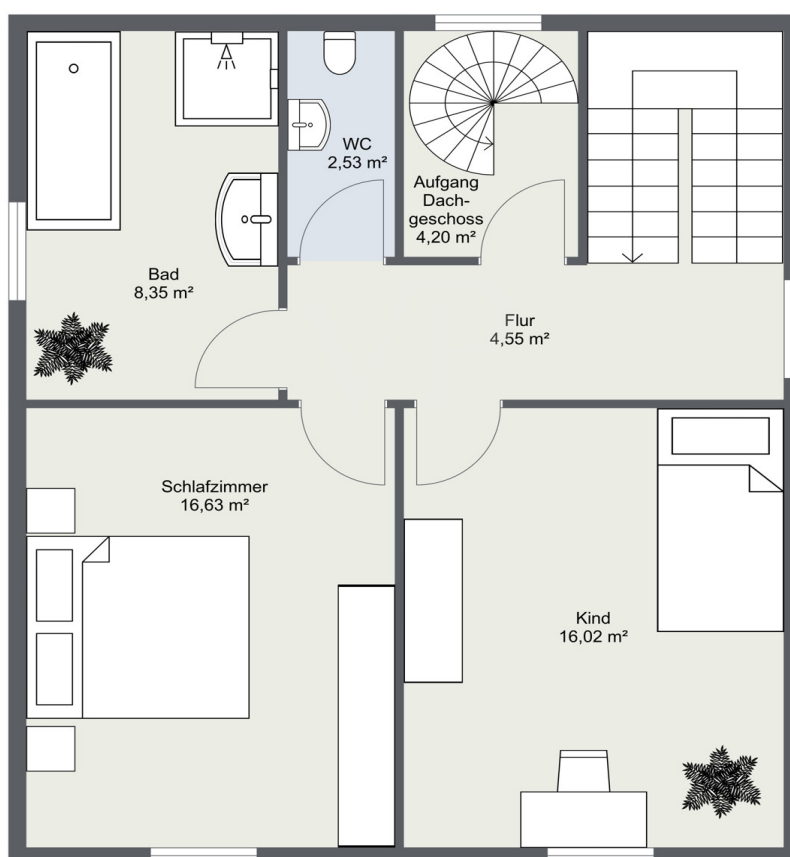 WC
2,53 m²
Aufgang
Dach-
geschoss
4,20 m²
Bad
8,35 m²
Flur
4,55 m²
Schlafzimmer
16,63 m²
Kind
16,02 m²